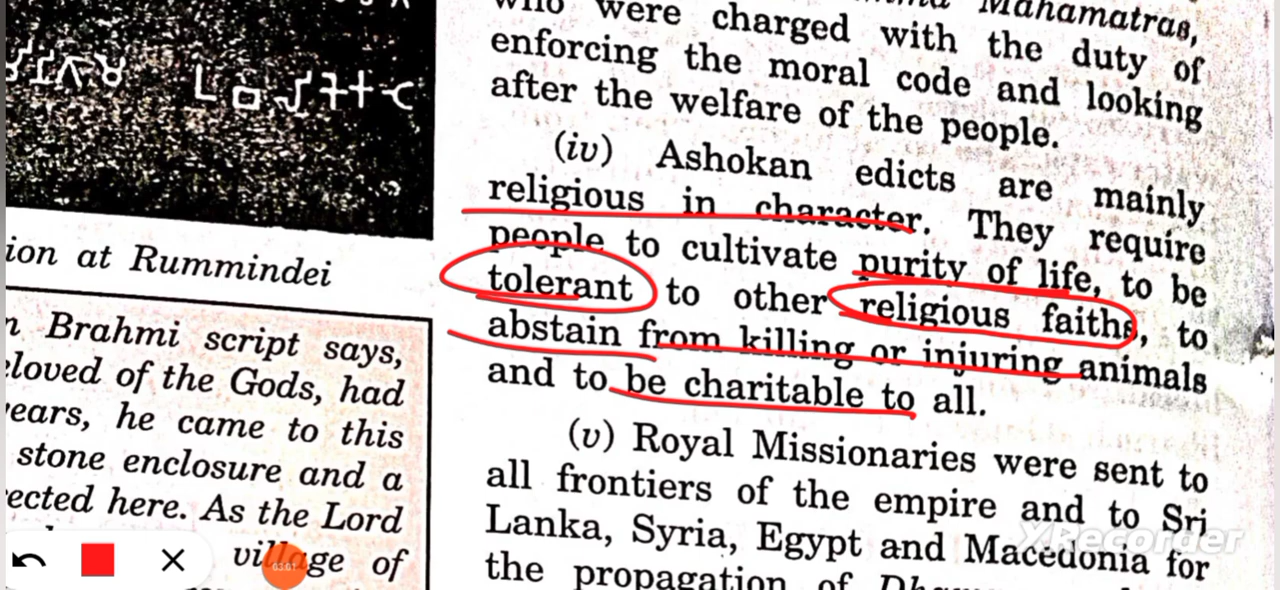 ion at Rummindei
n Brahmi script says,
eloved of the Gods, had
years, he came to this
stone enclosure and a
ected here. As the Lord
village of
Mahamatras,
who were charged with the duty of
enforcing the moral code and looking
after the welfare of the people.
(iv) Ashokan edicts are mainly
religious in character. They require
people to cultivate purity of life, to be
tolerant to other religious faiths, to
abstain from killing or injuring animals
and to be charitable to all.
(v) Royal Missionaries were sent to
all frontiers of the empire and to Sri
Lanka, Syria, Egypt and Macedonia for
the propagation of
XRecorder
03:01